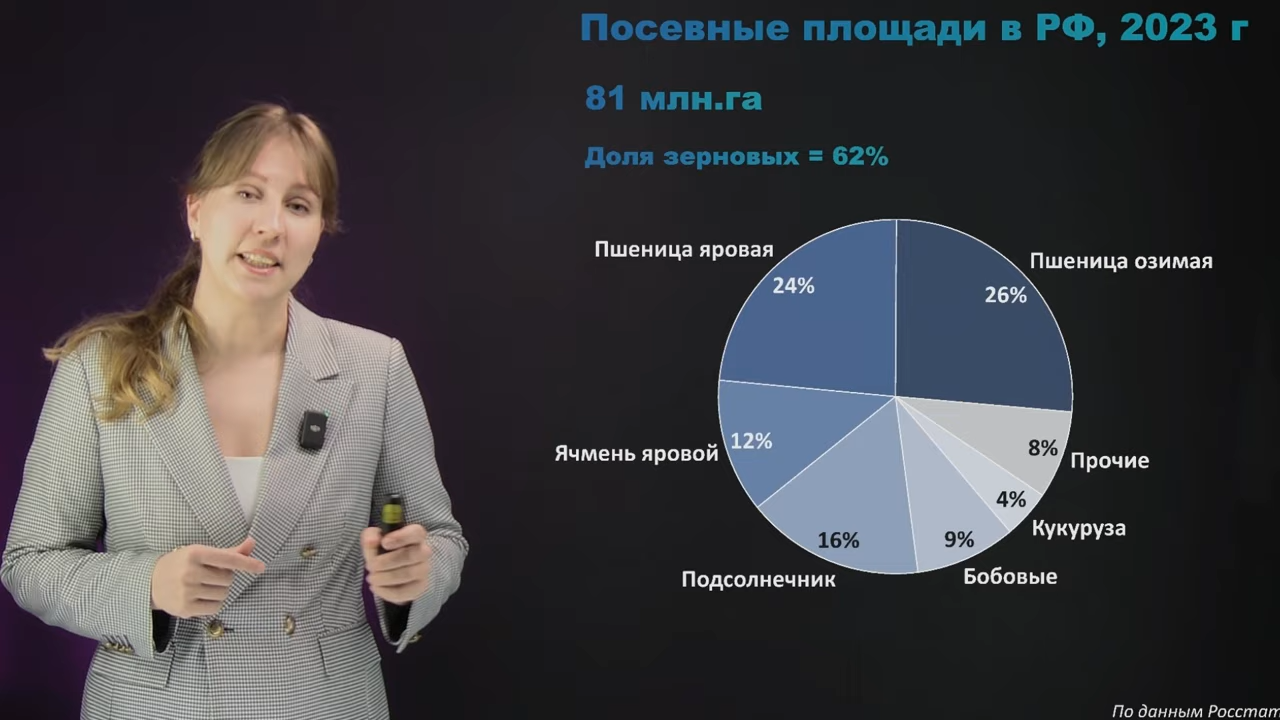 Посевные площади в РФ, 2023 г
81 млн.га
Доля зерновых = 62%
Пшеница яровая
24%
Пшеница озимая
26%
Ячмень яровой
12%
8%
Прочие
4%
Кукуруза
16%
9%
Подсолнечник
Бобовые
По данным Росстат